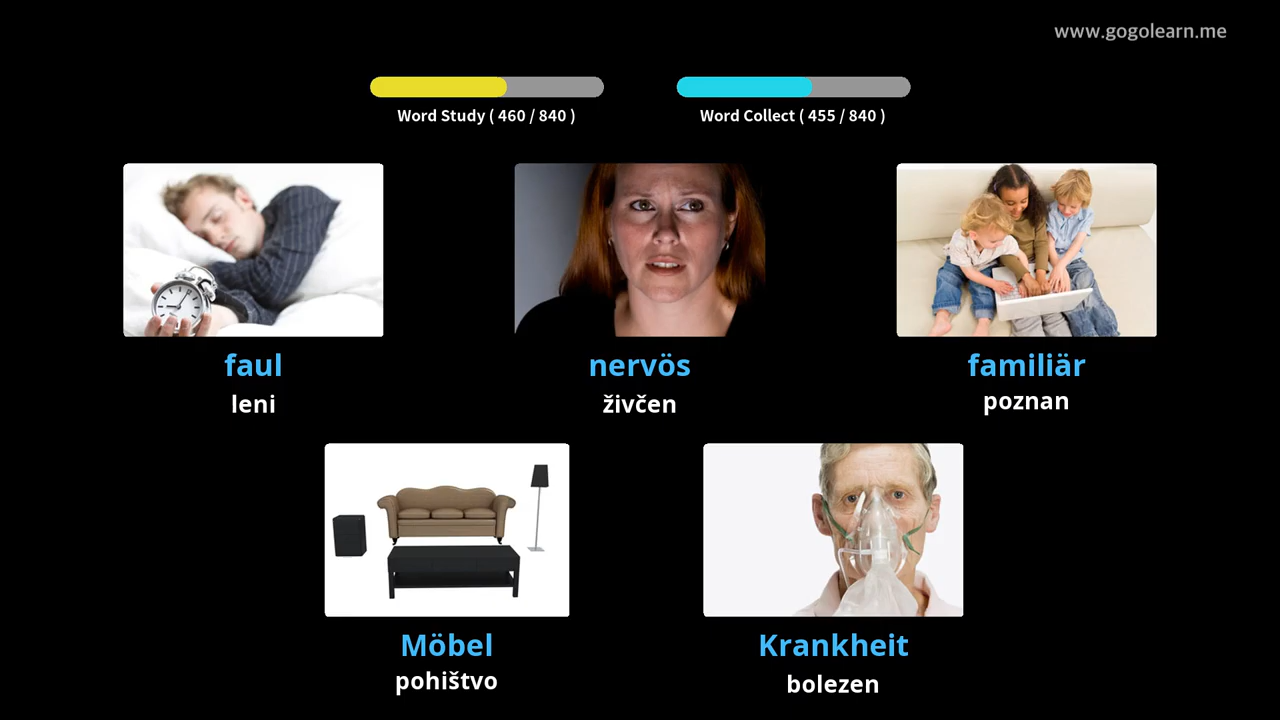 www.gogolearn.me
Word Study ( 460 / 840 )
Word Collect ( 455 / 840 )
faul
leni
nervös
živčen
familiär
poznan
Möbel
pohištvo
Krankheit
bolezen